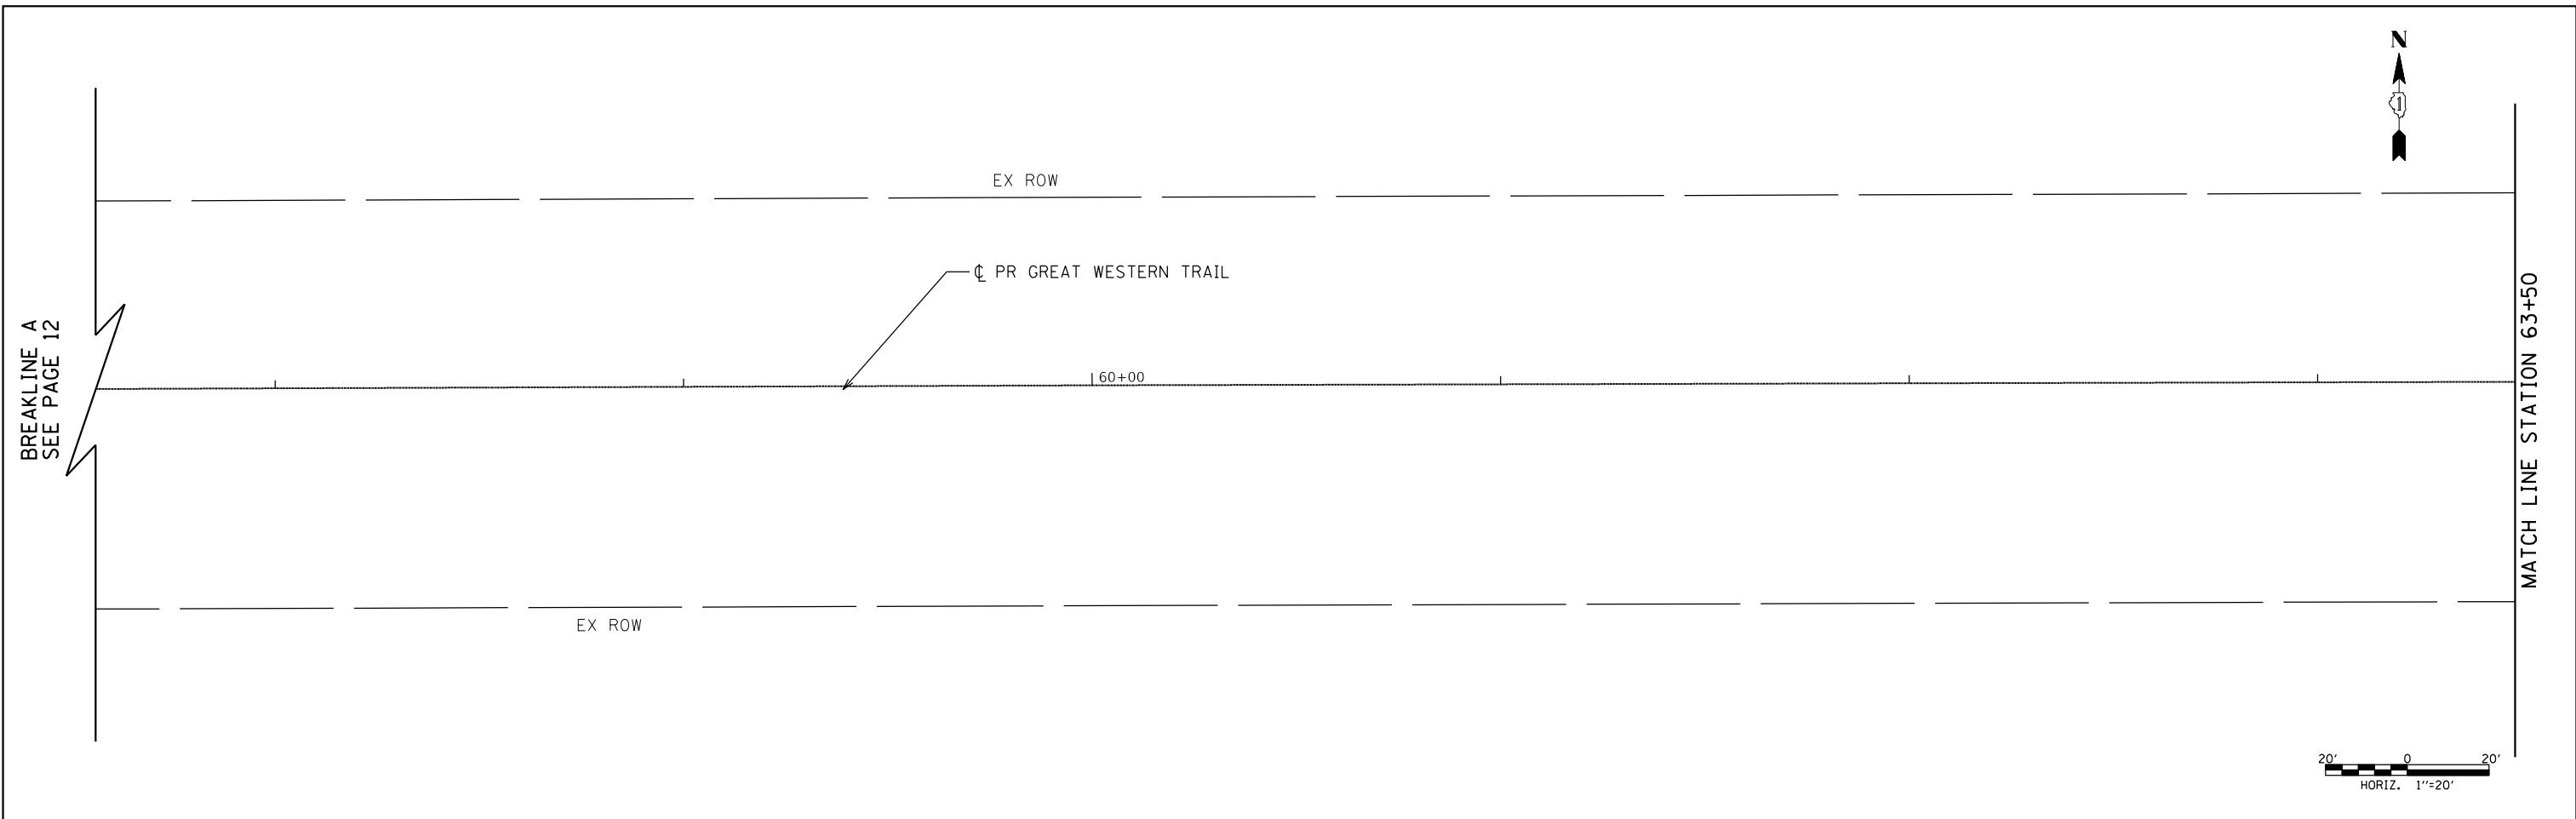 N
1
EX ROW
℄ PR GREAT WESTERN TRAIL
BREAKLINE A
SEE PAGE 12
60+00
MATCH LINE STATION 63+50
EX ROW
20' 0 20'
HORIZ. 1"=20'